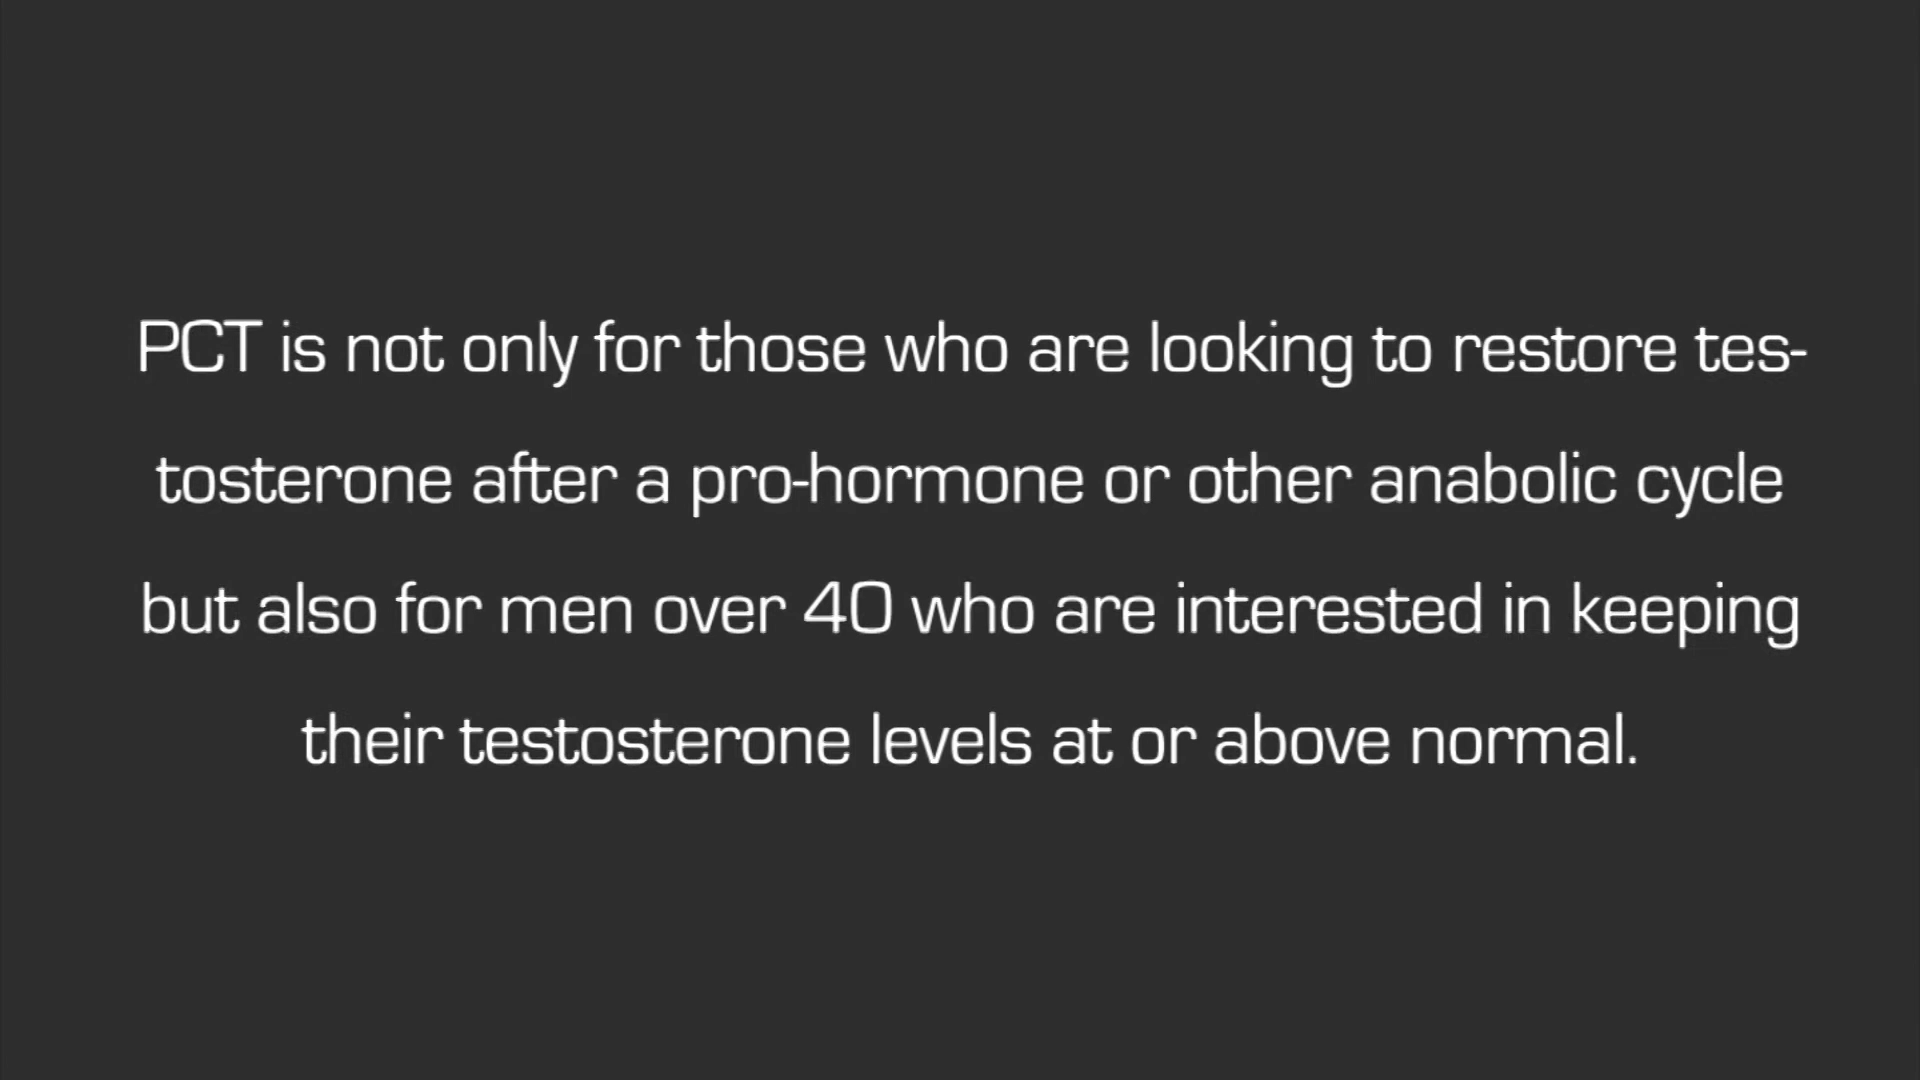 PCT is not only for those who are looking to restore tes-
tosterone after a pro-hormone or other anabolic cycle
but also for men over 40 who are interested in keeping
their testosterone levels at or above normal.